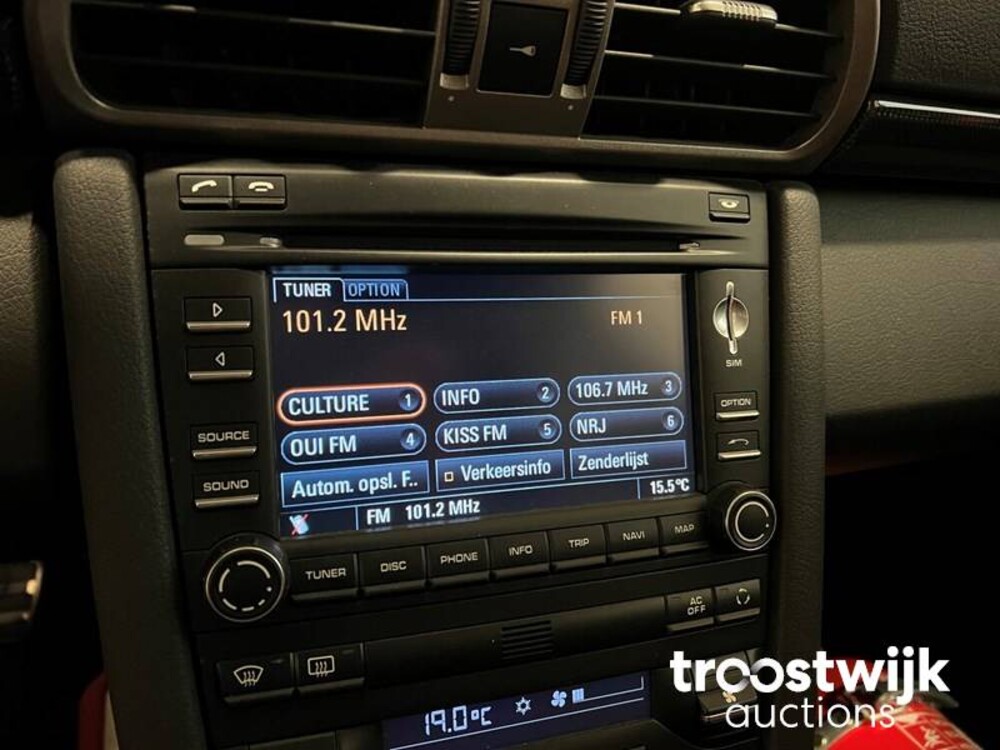 TUNER OPTION
101.2 MHz FM 1
CULTURE 1 INFO 2 106.7 MHz 3
OUI FM 4 KISS FM 5 NRJ 6
Autom. opsl. F.. Verkeersinfo Zenderlijst
FM 101.2 MHz 15.5°C
SIM
OPTION
SOURCE
SOUND
TUNER DISC PHONE INFO TRIP NAVI MAP
AC
OFF
19.0°C
troostwijk
auctions